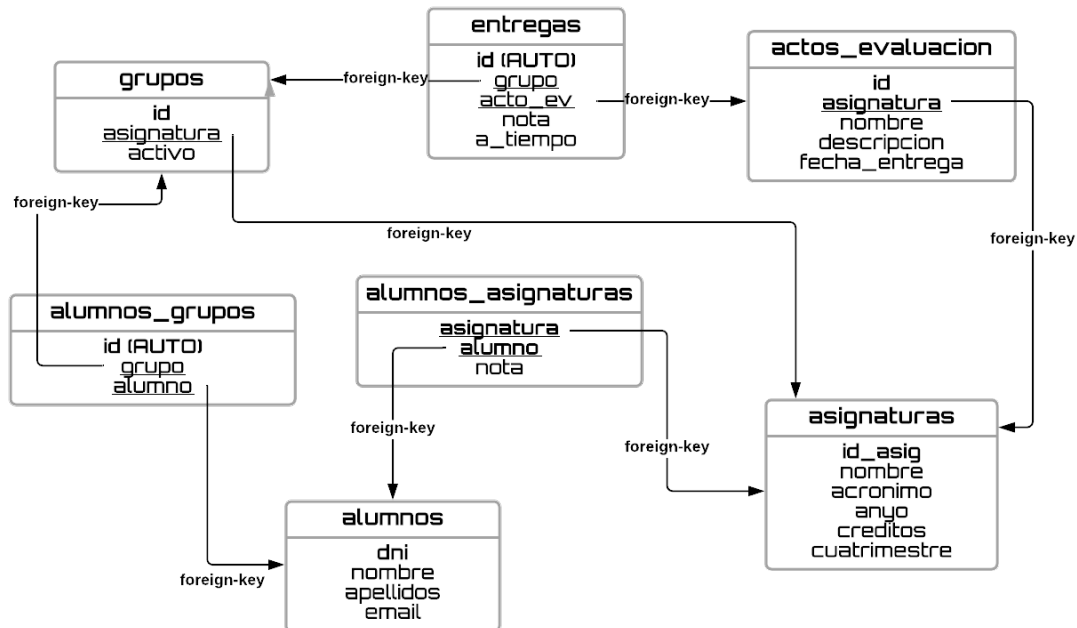 entregas
id (AUTO)
grupo
acto_ev
nota
a_tiempo
actos_evaluacion
id
asignatura
nombre
descripcion
fecha_entrega
grupos
id
asignatura
activo
foreign-key
foreign-key
foreign-key
foreign-key
foreign-key
alumnos_grupos
id (AUTO)
grupo
alumno
alumnos_asignaturas
asignatura
alumno
nota
foreign-key
foreign-key
asignaturas
id_asig
nombre
acronimo
anyo
creditos
cuatrimestre
alumnos
dni
nombre
apellidos
email
foreign-key